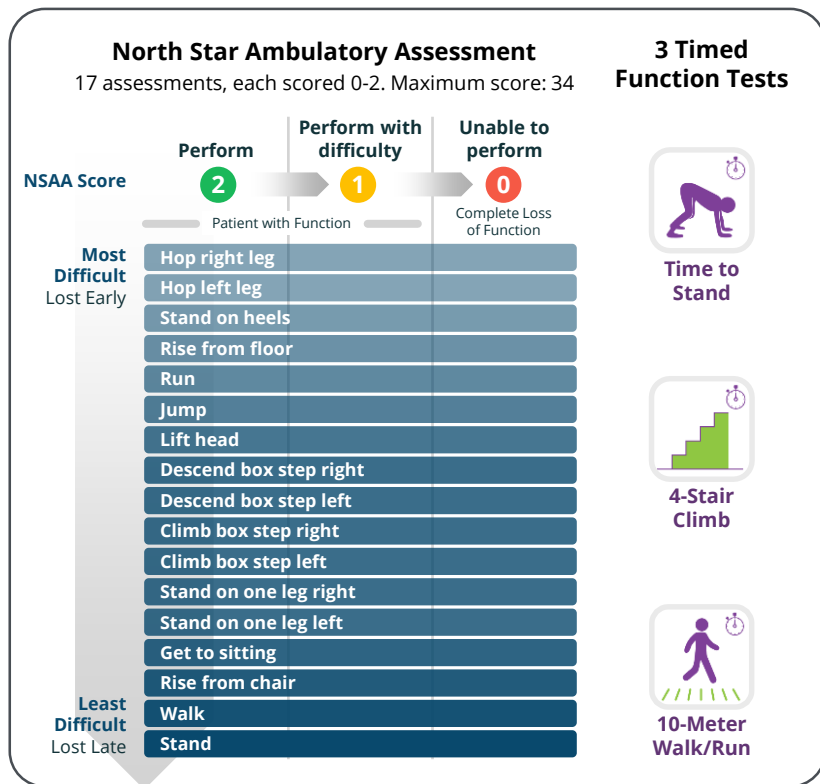 North Star Ambulatory Assessment
17 assessments, each scored 0-2. Maximum score: 34
Perform
Perform with
difficulty
Unable to
perform
NSAA Score
2
1
0
Patient with Function
Complete Loss
of Function
Most
Difficult
Lost Early
Hop right leg
Hop left leg
Stand on heels
Rise from floor
Run
Jump
Lift head
Descend box step right
Descend box step left
Climb box step right
Climb box step left
Stand on one leg right
Stand on one leg left
Get to sitting
Rise from chair
Walk
Stand
Least
Difficult
Lost Late
3 Timed
Function Tests
Time to
Stand
4-Stair
Climb
10-Meter
Walk/Run